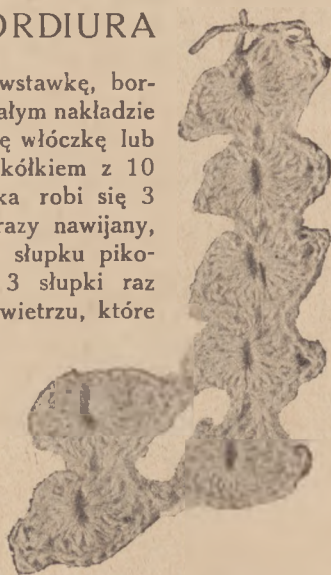 ORDIURA
wstawkę, bor-
ałym nakładzie
ę włóczkę lub
kółkiem z 10
ka robi się 3
razy nawijany,
słupku piko-
3 słupki raz
wietrzu, które